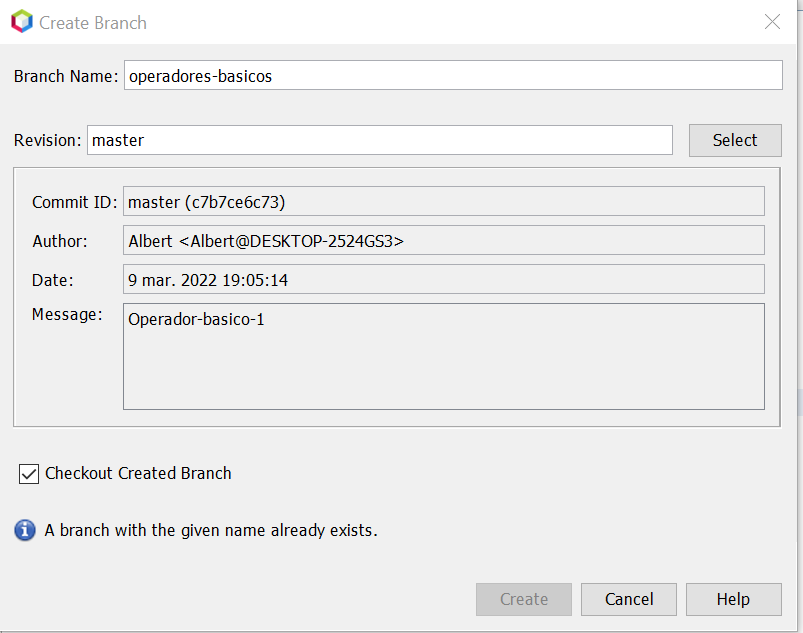 Create Branch
Branch Name: operadores-basicos
Revision: master Select
Commit ID: master (c7b7ce6c73)
Author: Albert <Albert@DESKTOP-2524GS3>
Date: 9 mar. 2022 19:05:14
Message: Operador-basico-1
Checkout Created Branch
A branch with the given name already exists.
Create Cancel Help